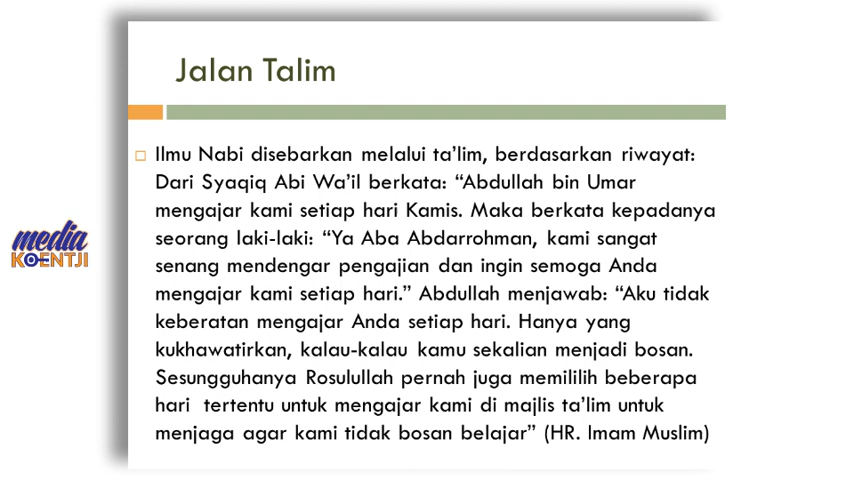 Jalan Talim
Ilmu Nabi disebarkan melalui ta’lim, berdasarkan riwayat:
Dari Syaqiq Abi Wa’il berkata: “Abdullah bin Umar
mengajar kami setiap hari Kamis. Maka berkata kepadanya
seorang laki-laki: “Ya Aba Abdarrohman, kami sangat
senang mendengar pengajian dan ingin semoga Anda
mengajar kami setiap hari.” Abdullah menjawab: “Aku tidak
keberatan mengajar Anda setiap hari. Hanya yang
kukhawatirkan, kalau-kalau kamu sekalian menjadi bosan.
Sesungguhanya Rosulullah pernah juga memililih beberapa
hari tertentu untuk mengajar kami di majlis ta’lim untuk
menjaga agar kami tidak bosan belajar” (HR. Imam Muslim)
media
KOENTJI